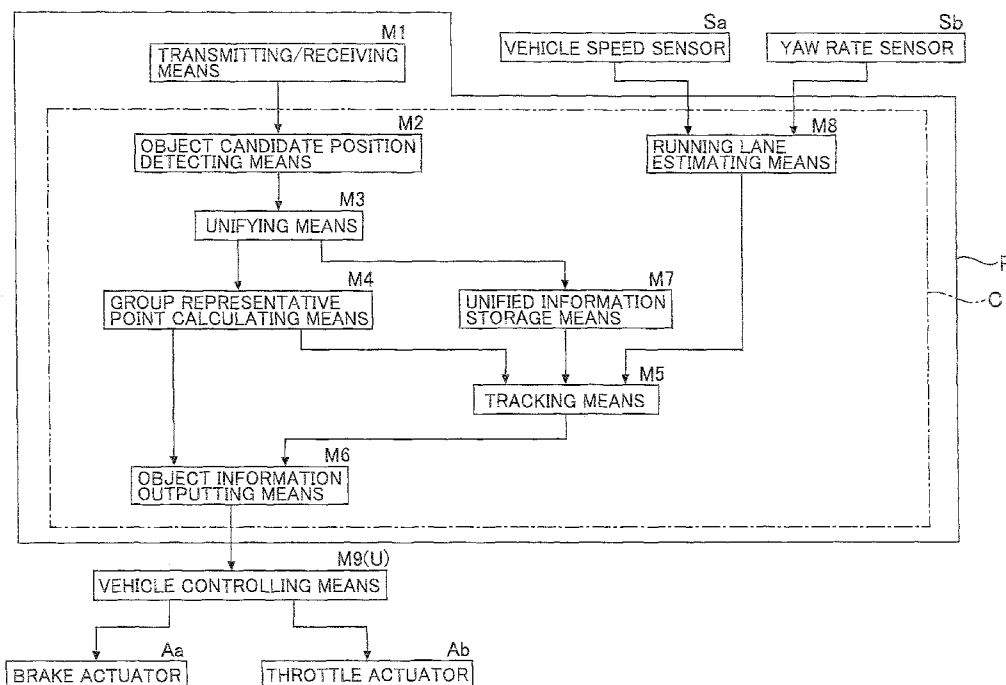 Sa
Sb
M1
TRANSMITTING/RECEIVING
MEANS
VEHICLE SPEED SENSOR
YAW RATE SENSOR
M2
OBJECT CANDIDATE POSITION
DETECTING MEANS
M8
RUNNING LANE
ESTIMATING MEANS
M3
UNIFYING MEANS
M4
GROUP REPRESENTATIVE
POINT CALCULATING MEANS
M7
UNIFIED INFORMATION
STORAGE MEANS
C
M5
TRACKING MEANS
M6
OBJECT INFORMATION
OUTPUTTING MEANS
M9(U)
VEHICLE CONTROLLING MEANS
Aa
BRAKE ACTUATOR
Ab
THROTTLE ACTUATOR